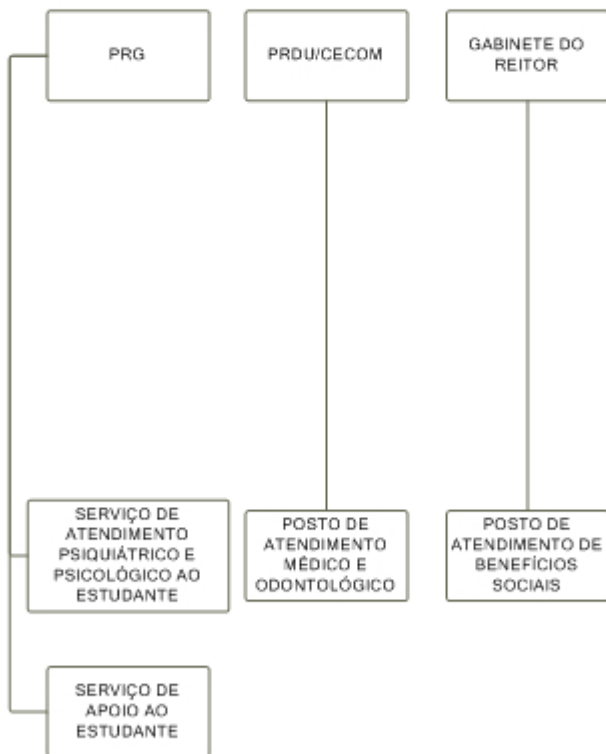 PRG
PRDU/CECOM
GABINETE DO
REITOR
SERVIÇO DE
ATENDIMENTO
PSIQUIÁTRICO E
PSICOLÓGICO AO
ESTUDANTE
POSTO DE
ATENDIMENTO
MÉDICO E
ODONTOLÓGICO
POSTO DE
ATENDIMENTO DE
BENEFÍCIOS
SOCIAIS
SERVIÇO DE
APOIO AO
ESTUDANTE